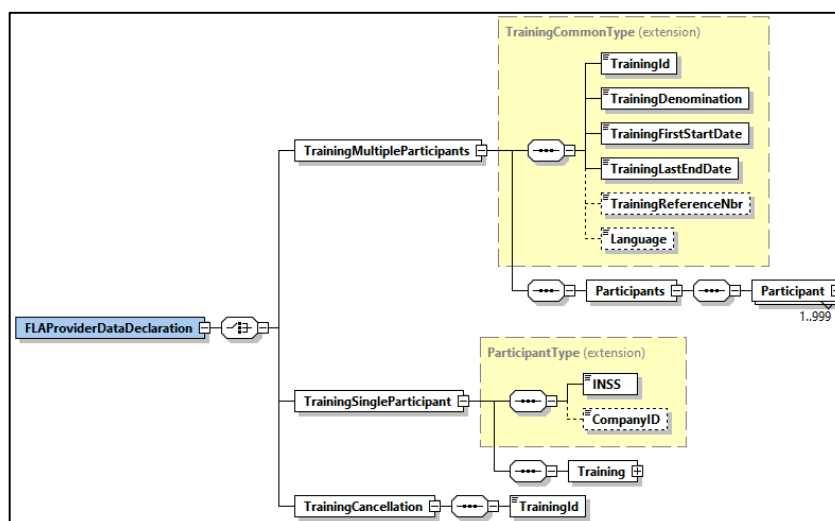 TrainingCommonType (extension)
TrainingId
TrainingDenomination
TrainingFirstStartDate
TrainingMultipleParticipants
TrainingLastEndDate
TrainingReferenceNbr
Language
Participants
Participant
1..999
FLAProviderDataDeclaration
ParticipantType (extension)
INSS
TrainingSingleParticipant
CompanyID
Training
TrainingCancellation
TrainingId